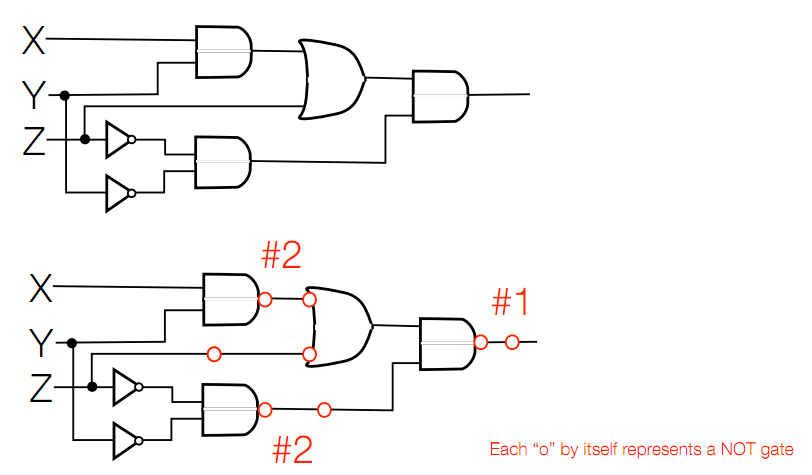 X
Y
Z
#2
X
#1
Y
Z
#2
Each “o” by itself represents a NOT gate